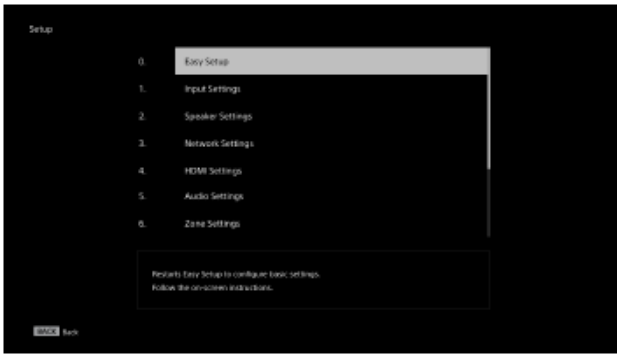 Setup
0. Easy Setup
1. Input Settings
2. Speaker Settings
3. Network Settings
4. HDMI Settings
5. Audio Settings
6. Zone Settings
Restarts Easy Setup to configure basic settings.
Follow the on-screen instructions.
BACK Back